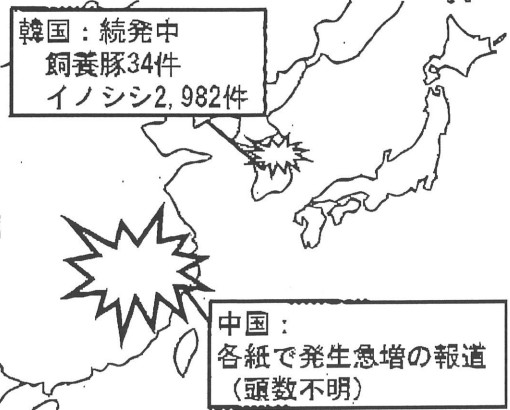 韓国：続発中
飼養豚34件
イノシシ2,982件
中国：
各紙で発生急増の報道
（頭数不明）